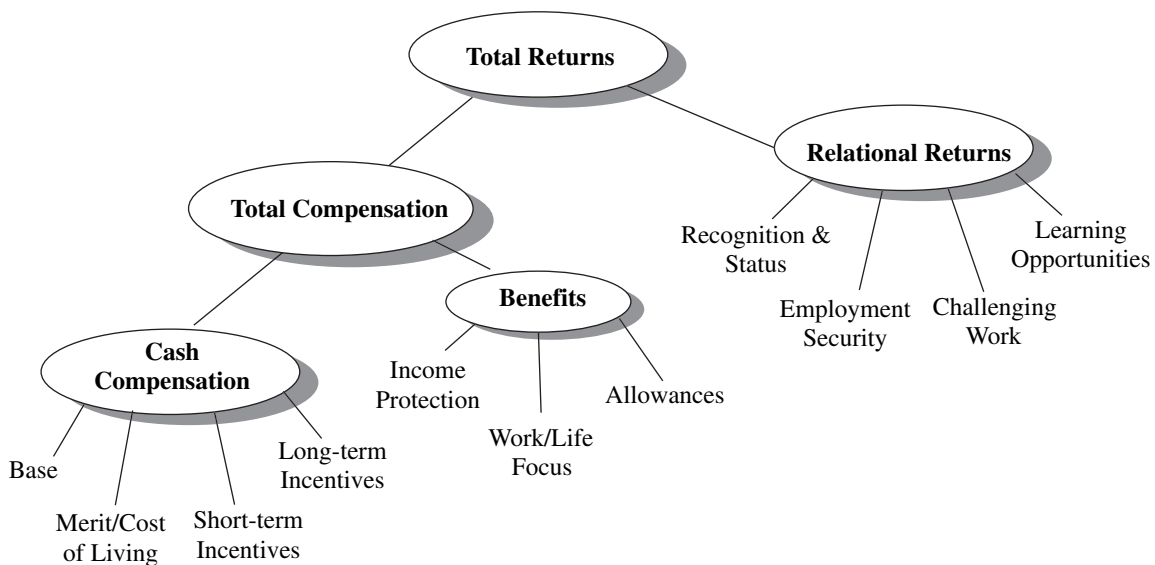 Total Returns
Relational Returns
Total Compensation
Recognition &
Status
Learning
Opportunities
Employment
Security
Challenging
Work
Benefits
Cash
Compensation
Income
Protection
Allowances
Work/Life
Focus
Base
Long-term
Incentives
Merit/Cost
of Living
Short-term
Incentives